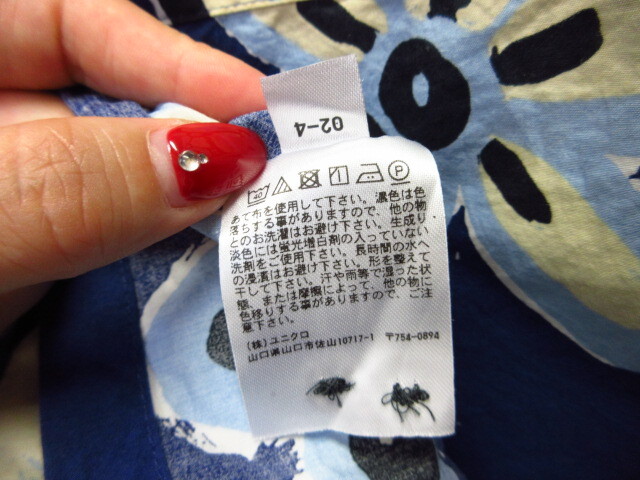 02-4
40
P
あて布を使用して下さい。濃色は色
落ちする事がありますので、他の物
とのお洗濯はお避け下さい。生成り
淡色には蛍光増白剤の入っていない
洗剤をご使用下さい。長時間の水へ
の浸漬はお避け下さい。形を整えて
干して下さい。汗や雨等で湿った状
態、または摩擦によって、他の物に
色移りする事がありますので、ご注
意下さい。
(株)ユニクロ
山口県山口市佐山10717-1 〒754-0894